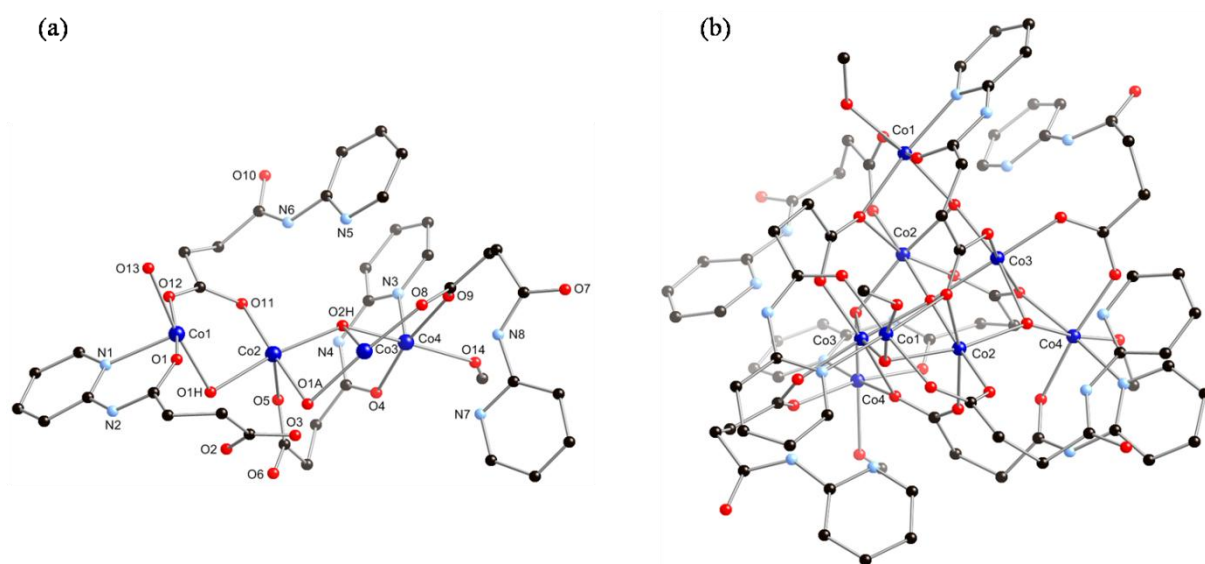 (a)
O10
N6
N5
O13
O12
O11
N3
O8
O9
O7
O2H
Co1
Co2
N4
Co3
Co4
N8
N1
O1
O14
O1H
O5
O1A
O4
N7
N2
O3
O2
O6
(b)
Co1
Co2
Co3
Co3
Co1
Co2
Co4
Co4